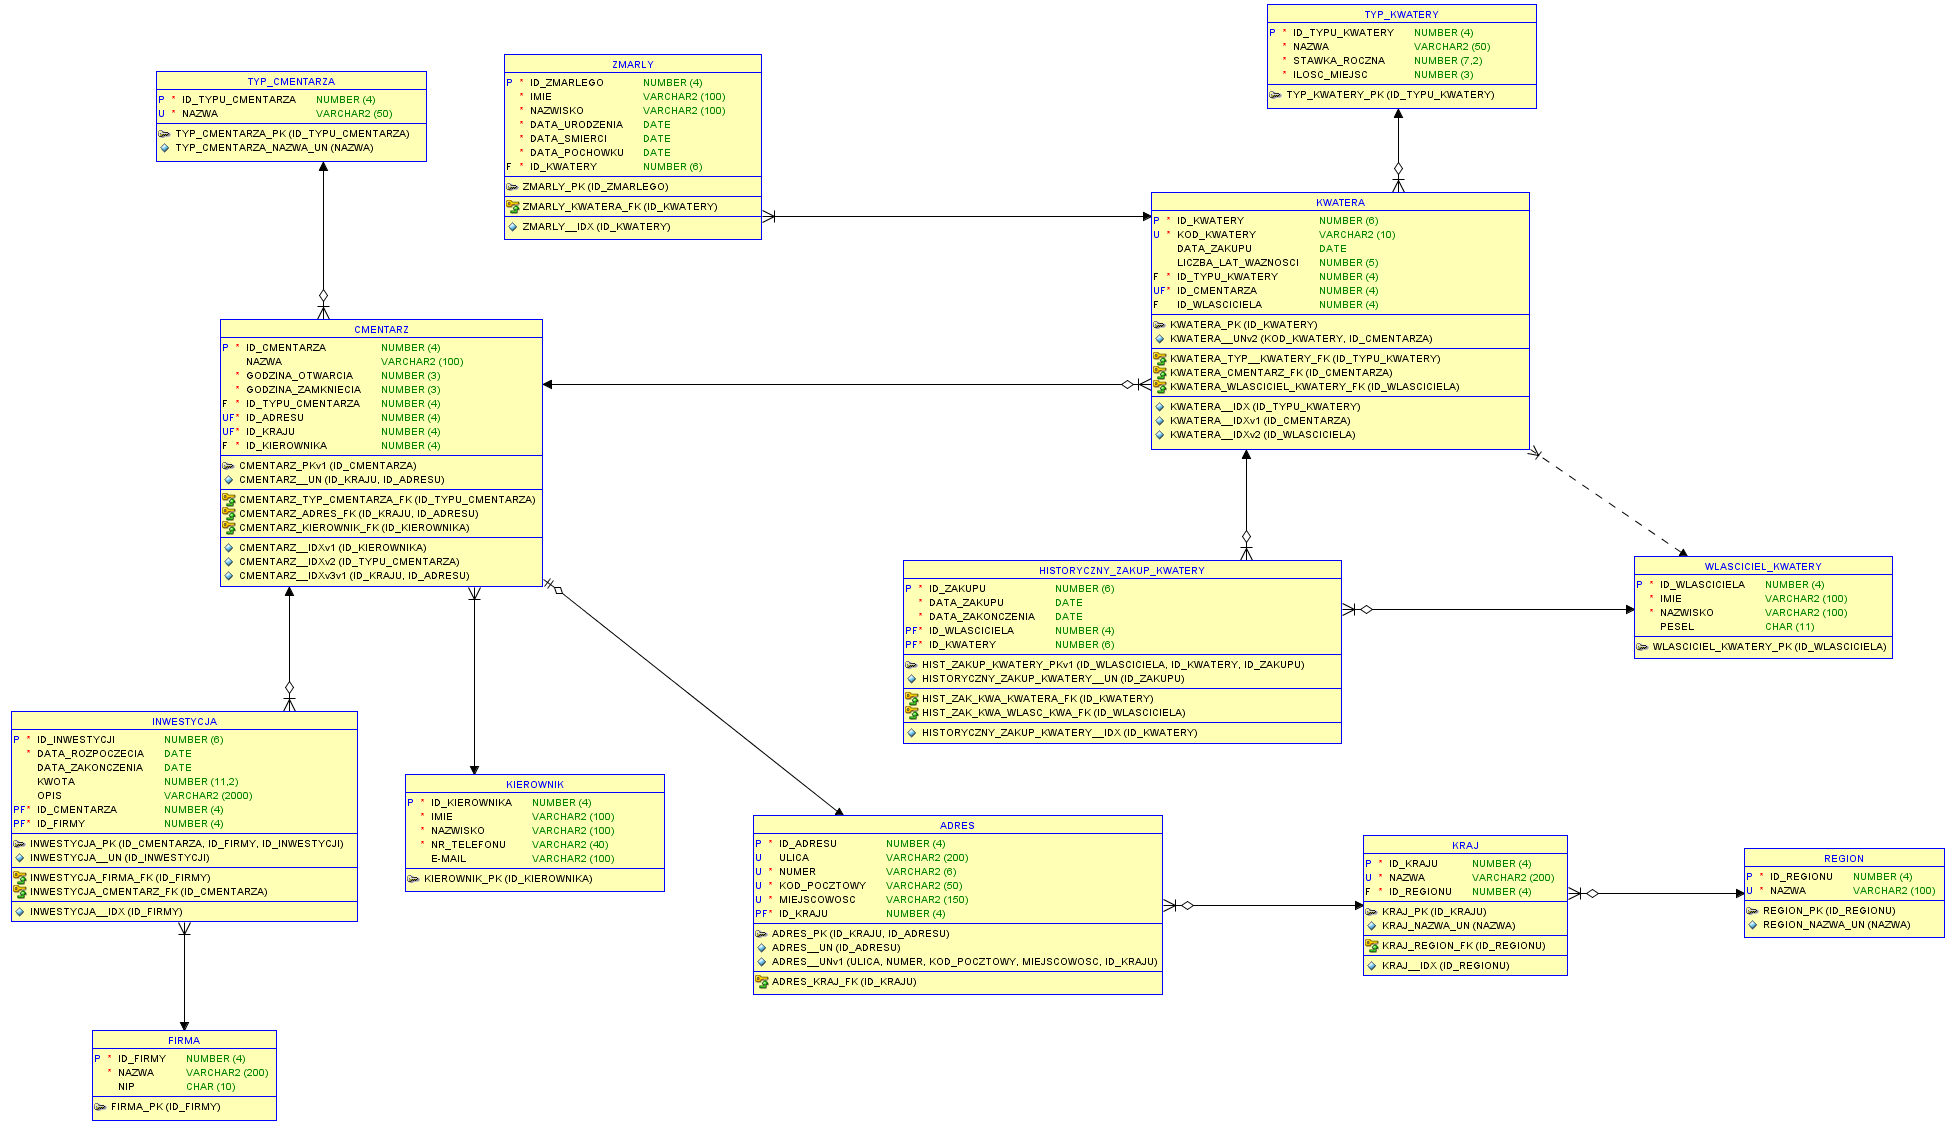 TYP_CMENTARZA
P * ID_TYPU_CMENTARZA NUMBER (4)
U * NAZWA VARCHAR2 (50)
TYP_CMENTARZA_PK (ID_TYPU_CMENTARZA)
TYP_CMENTARZA_NAZWA_UN (NAZWA)
ZMARLY
P * ID_ZMARLEGO NUMBER (4)
* IMIE VARCHAR2 (100)
* NAZWISKO VARCHAR2 (100)
* DATA_URODZENIA DATE
* DATA_SMIERCI DATE
* DATA_POCHOWKU DATE
F * ID_KWATERY NUMBER (6)
ZMARLY_PK (ID_ZMARLEGO)
ZMARLY_KWATERA_FK (ID_KWATERY)
ZMARLY__IDX (ID_KWATERY)
TYP_KWATERY
P * ID_TYPU_KWATERY NUMBER (4)
* NAZWA VARCHAR2 (50)
* STAWKA_ROCZNA NUMBER (7,2)
* ILOSC_MIEJSC NUMBER (3)
TYP_KWATERY_PK (ID_TYPU_KWATERY)
KWATERA
P * ID_KWATERY NUMBER (6)
U * KOD_KWATERY VARCHAR2 (10)
DATA_ZAKUPU DATE
LICZBA_LAT_WAZNOSCI NUMBER (5)
F * ID_TYPU_KWATERY NUMBER (4)
UF* ID_CMENTARZA NUMBER (4)
F ID_WLASCICIELA NUMBER (4)
KWATERA_PK (ID_KWATERY)
KWATERA__UNv2 (KOD_KWATERY, ID_CMENTARZA)
KWATERA_TYP__KWATERY_FK (ID_TYPU_KWATERY)
KWATERA_CMENTARZ_FK (ID_CMENTARZA)
KWATERA_WLASCICIEL_KWATERY_FK (ID_WLASCICIELA)
KWATERA__IDX (ID_TYPU_KWATERY)
KWATERA__IDXv1 (ID_CMENTARZA)
KWATERA__IDXv2 (ID_WLASCICIELA)
CMENTARZ
P * ID_CMENTARZA NUMBER (4)
NAZWA VARCHAR2 (100)
* GODZINA_OTWARCIA NUMBER (3)
* GODZINA_ZAMKNIECIA NUMBER (3)
F * ID_TYPU_CMENTARZA NUMBER (4)
UF* ID_ADRESU NUMBER (4)
UF* ID_KRAJU NUMBER (4)
F * ID_KIEROWNIKA NUMBER (4)
CMENTARZ_PKv1 (ID_CMENTARZA)
CMENTARZ__UN (ID_KRAJU, ID_ADRESU)
CMENTARZ_TYP_CMENTARZA_FK (ID_TYPU_CMENTARZA)
CMENTARZ_ADRES_FK (ID_KRAJU, ID_ADRESU)
CMENTARZ_KIEROWNIK_FK (ID_KIEROWNIKA)
CMENTARZ__IDXv1 (ID_KIEROWNIKA)
CMENTARZ__IDXv2 (ID_TYPU_CMENTARZA)
CMENTARZ__IDXv3v1 (ID_KRAJU, ID_ADRESU)
HISTORYCZNY_ZAKUP_KWATERY
P * ID_ZAKUPU NUMBER (6)
* DATA_ZAKUPU DATE
* DATA_ZAKONCZENIA DATE
PF* ID_WLASCICIELA NUMBER (4)
PF* ID_KWATERY NUMBER (6)
HIST_ZAKUP_KWATERY_PKv1 (ID_WLASCICIELA, ID_KWATERY, ID_ZAKUPU)
HISTORYCZNY_ZAKUP_KWATERY__UN (ID_ZAKUPU)
HIST_ZAK_KWA_KWATERA_FK (ID_KWATERY)
HIST_ZAK_KWA_WLASC_KWA_FK (ID_WLASCICIELA)
HISTORYCZNY_ZAKUP_KWATERY__IDX (ID_KWATERY)
WLASCICIEL_KWATERY
P * ID_WLASCICIELA NUMBER (4)
* IMIE VARCHAR2 (100)
* NAZWISKO VARCHAR2 (100)
PESEL CHAR (11)
WLASCICIEL_KWATERY_PK (ID_WLASCICIELA)
INWESTYCJA
P * ID_INWESTYCJI NUMBER (6)
* DATA_ROZPOCZECIA DATE
DATA_ZAKONCZENIA DATE
KWOTA NUMBER (11,2)
OPIS VARCHAR2 (2000)
PF* ID_CMENTARZA NUMBER (4)
PF* ID_FIRMY NUMBER (4)
INWESTYCJA_PK (ID_CMENTARZA, ID_FIRMY, ID_INWESTYCJI)
INWESTYCJA__UN (ID_INWESTYCJI)
INWESTYCJA_FIRMA_FK (ID_FIRMY)
INWESTYCJA_CMENTARZ_FK (ID_CMENTARZA)
INWESTYCJA__IDX (ID_FIRMY)
KIEROWNIK
P * ID_KIEROWNIKA NUMBER (4)
* IMIE VARCHAR2 (100)
* NAZWISKO VARCHAR2 (100)
* NR_TELEFONU VARCHAR2 (40)
E-MAIL VARCHAR2 (100)
KIEROWNIK_PK (ID_KIEROWNIKA)
ADRES
P * ID_ADRESU NUMBER (4)
U ULICA VARCHAR2 (200)
U * NUMER VARCHAR2 (6)
U * KOD_POCZTOWY VARCHAR2 (50)
U * MIEJSCOWOSC VARCHAR2 (150)
PF* ID_KRAJU NUMBER (4)
ADRES_PK (ID_KRAJU, ID_ADRESU)
ADRES__UN (ID_ADRESU)
ADRES__UNv1 (ULICA, NUMER, KOD_POCZTOWY, MIEJSCOWOSC, ID_KRAJU)
ADRES_KRAJ_FK (ID_KRAJU)
KRAJ
P * ID_KRAJU NUMBER (4)
U * NAZWA VARCHAR2 (200)
F * ID_REGIONU NUMBER (4)
KRAJ_PK (ID_KRAJU)
KRAJ_NAZWA_UN (NAZWA)
KRAJ_REGION_FK (ID_REGIONU)
KRAJ__IDX (ID_REGIONU)
REGION
P * ID_REGIONU NUMBER (4)
U * NAZWA VARCHAR2 (100)
REGION_PK (ID_REGIONU)
REGION_NAZWA_UN (NAZWA)
FIRMA
P * ID_FIRMY NUMBER (4)
* NAZWA VARCHAR2 (200)
NIP CHAR (10)
FIRMA_PK (ID_FIRMY)